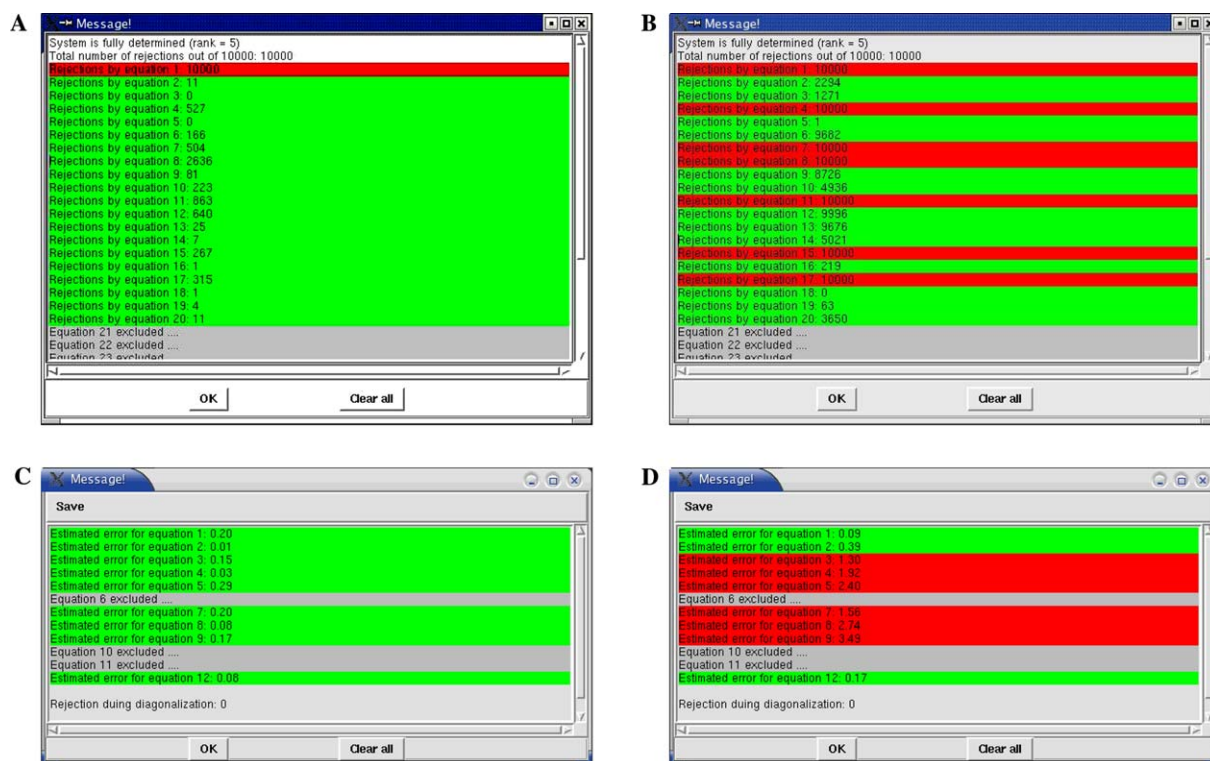 A
Message!
System is fully determined (rank = 5)
Total number of rejections out of 10000: 10000
Rejections by equation 1: 10000
Rejections by equation 2: 11
Rejections by equation 3: 0
Rejections by equation 4: 527
Rejections by equation 5: 0
Rejections by equation 6: 166
Rejections by equation 7: 504
Rejections by equation 8: 2636
Rejections by equation 9: 81
Rejections by equation 10: 223
Rejections by equation 11: 863
Rejections by equation 12: 640
Rejections by equation 13: 25
Rejections by equation 14: 7
Rejections by equation 15: 267
Rejections by equation 16: 1
Rejections by equation 17: 315
Rejections by equation 18: 1
Rejections by equation 19: 4
Rejections by equation 20: 11
Equation 21 excluded ....
Equation 22 excluded ....
Equation 23 excluded
OK Clear all
B
Message!
System is fully determined (rank = 5)
Total number of rejections out of 10000: 10000
Rejections by equation 1: 10000
Rejections by equation 2: 2294
Rejections by equation 3: 1271
Rejections by equation 4: 10000
Rejections by equation 5: 1
Rejections by equation 6: 9682
Rejections by equation 7: 10000
Rejections by equation 8: 10000
Rejections by equation 9: 8726
Rejections by equation 10: 4936
Rejections by equation 11: 10000
Rejections by equation 12: 9996
Rejections by equation 13: 9676
Rejections by equation 14: 5021
Rejections by equation 15: 10000
Rejections by equation 16: 219
Rejections by equation 17: 10000
Rejections by equation 18: 0
Rejections by equation 19: 63
Rejections by equation 20: 3650
Equation 21 excluded ....
Equation 22 excluded ....
Equation 23 excluded
OK Clear all
C
Message!
Save
Estimated error for equation 1: 0.20
Estimated error for equation 2: 0.01
Estimated error for equation 3: 0.15
Estimated error for equation 4: 0.03
Estimated error for equation 5: 0.29
Equation 6 excluded ....
Estimated error for equation 7: 0.20
Estimated error for equation 8: 0.08
Estimated error for equation 9: 0.17
Equation 10 excluded ....
Equation 11 excluded ....
Estimated error for equation 12: 0.08
Rejection duing diagonalization: 0
OK Clear all
D
Message!
Save
Estimated error for equation 1: 0.09
Estimated error for equation 2: 0.39
Estimated error for equation 3: 1.30
Estimated error for equation 4: 1.92
Estimated error for equation 5: 2.40
Equation 6 excluded ....
Estimated error for equation 7: 1.56
Estimated error for equation 8: 2.74
Estimated error for equation 9: 3.49
Equation 10 excluded ....
Equation 11 excluded ....
Estimated error for equation 12: 0.17
Rejection duing diagonalization: 0
OK Clear all